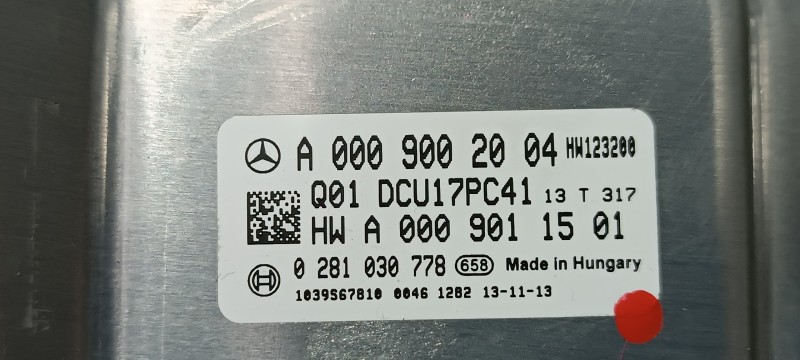 A 000 900 20 04 HW123200
Q01 DCU17PC41 13 T 317
HW A 000 901 15 01
0 281 030 778 658 Made in Hungary
1039S67810 0046 1282 13-11-13